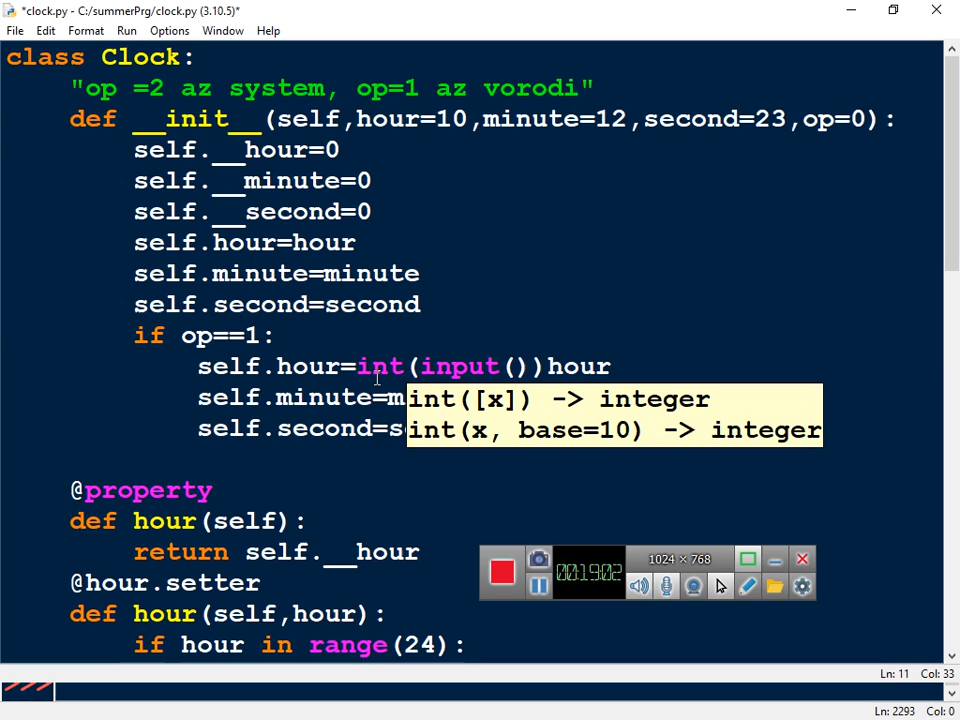 *clock.py - C:/summerPrg/clock.py (3.10.5)*
File Edit Format Run Options Window Help
class Clock:
"op =2 az system, op=1 az vorodi"
def __init__(self,hour=10,minute=12,second=23,op=0):
self.__hour=0
self.__minute=0
self.__second=0
self.hour=hour
self.minute=minute
self.second=second
if op==1:
self.hour=int(input())hour
self.minute=m
int([x]) -> integer
self.second=s
int(x, base=10) -> integer
@property
def hour(self):
return self.__hour
@hour.setter
def hour(self,hour):
if hour in range(24):
1024 × 768
00:19:02
Ln: 11 Col: 33
>>>
Ln: 2293 Col: 0